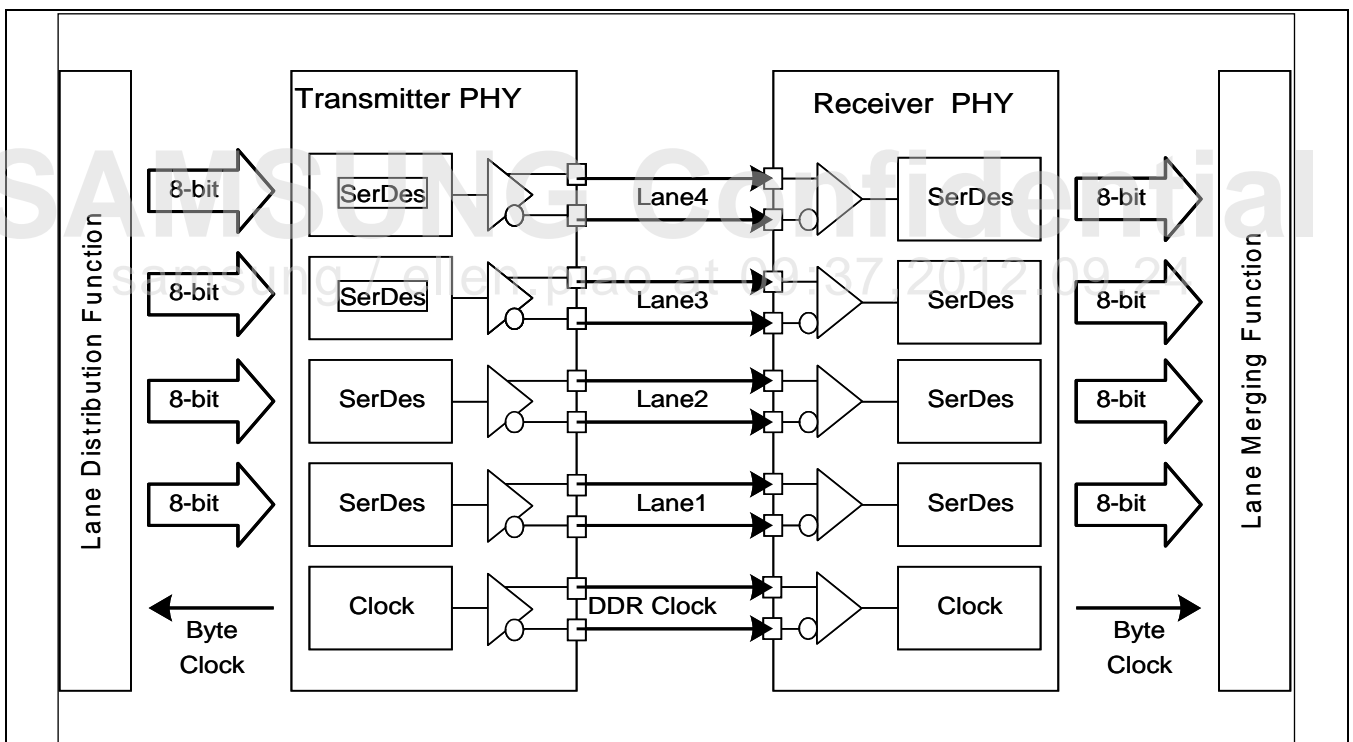 Transmitter PHY
Receiver PHY
SAMSUNG Confidential
samsung / ellen.piao at 09:37,2012.09.24
Lane Distribution Function
8-bit
SerDes
Lane4
SerDes
8-bit
8-bit
SerDes
Lane3
SerDes
8-bit
8-bit
SerDes
Lane2
SerDes
8-bit
8-bit
SerDes
Lane1
SerDes
8-bit
Byte
Clock
Clock
DDR Clock
Clock
Byte
Clock
Lane Merging Function